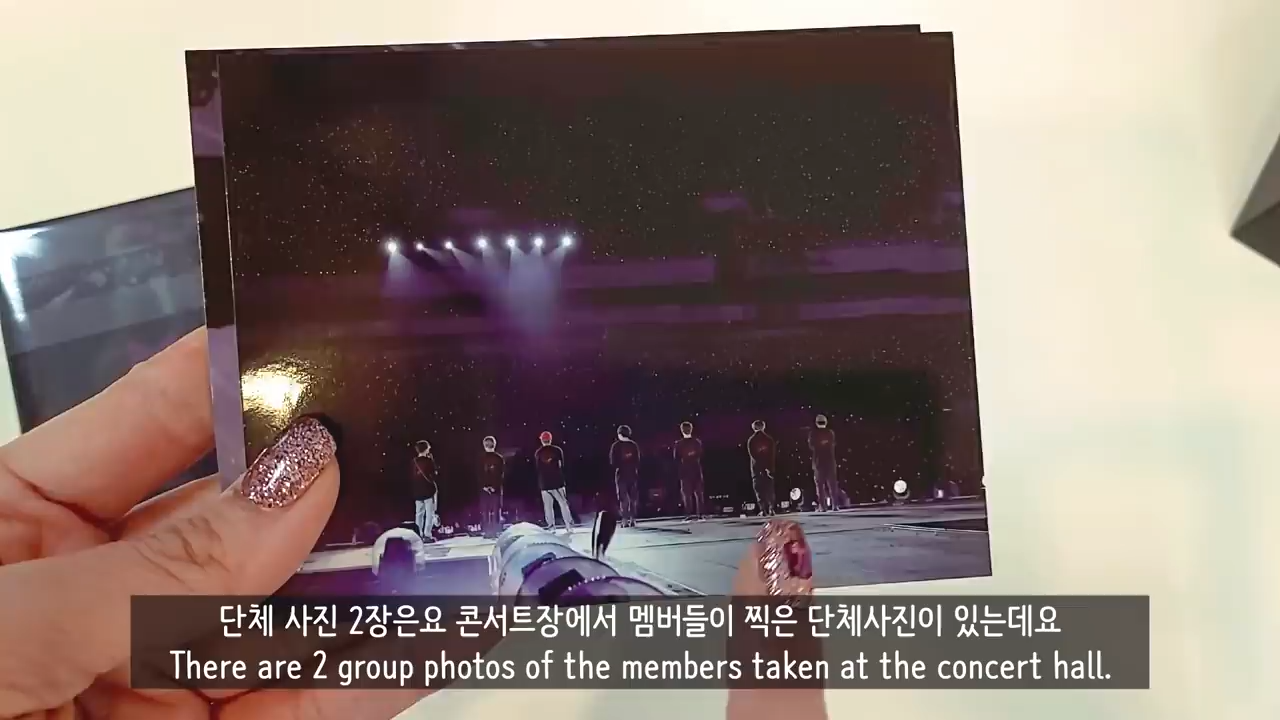 단체 사진 2장은요 콘서트장에서 멤버들이 찍은 단체사진이 있는데요
There are 2 group photos of the members taken at the concert hall.